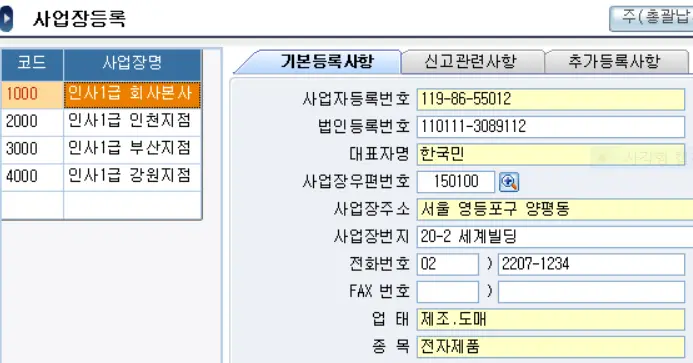 사업장등록
주(총괄납
코드 사업장명
1000 인사1급 회사본사
2000 인사1급 인천지점
3000 인사1급 부산지점
4000 인사1급 강원지점
기본등록사항 신고관련사항 추가등록사항
사업자등록번호 119-86-55012
법인등록번호 110111-3089112
대표자명 한국민
사업장우편번호 150100
사업장주소 서울 영등포구 양평동
사업장번지 20-2 세계빌딩
전화번호 02 ) 2207-1234
FAX 번호 )
업 태 제조.도매
종 목 전자제품